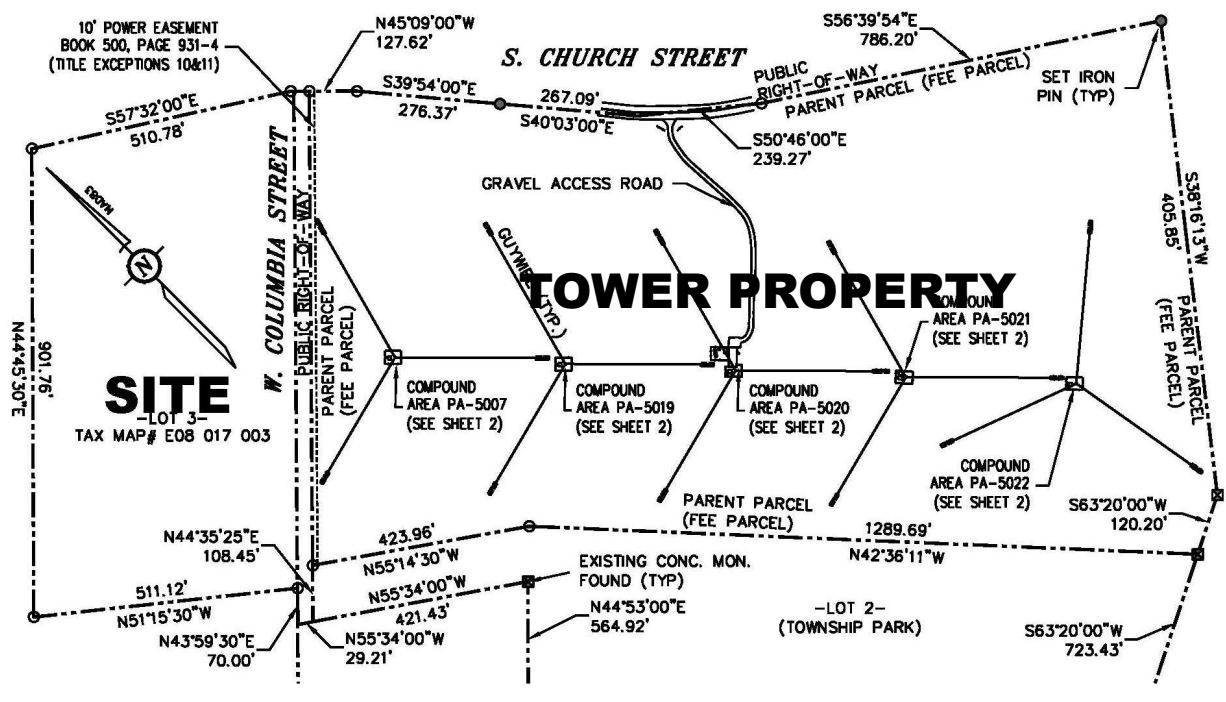 10' POWER EASEMENT
BOOK 500, PAGE 931-4
(TITLE EXCEPTIONS 10&11)
N45°09'00"W
127.62'
S. CHURCH STREET
S56°39'54"E
786.20'
PUBLIC
RIGHT-OF-WAY
PARENT PARCEL (FEE PARCEL)
SET IRON
PIN (TYP)
S57°32'00"E
510.78'
S39°54'00"E
276.37'
267.09'
S40°03'00"E
S50°46'00"E
239.27'
GRAVEL ACCESS ROAD
S38°16'13"W
405.85'
PARENT PARCEL
(FEE PARCEL)
NAD83
N
W. COLUMBIA STREET
PUBLIC RIGHT-OF-WAY
PARENT PARCEL
(FEE PARCEL)
GUYWIRE (TYP.)
TOWER PROPERTY
N44°45'30"E
901.76'
SITE
-LOT 3-
TAX MAP# E08 017 003
COMPOUND
AREA PA-5007
(SEE SHEET 2)
COMPOUND
AREA PA-5019
(SEE SHEET 2)
COMPOUND
AREA PA-5020
(SEE SHEET 2)
COMPOUND
AREA PA-5021
(SEE SHEET 2)
COMPOUND
AREA PA-5022
(SEE SHEET 2)
PARENT PARCEL
(FEE PARCEL)
S63°20'00"W
120.20'
N44°35'25"E
108.45'
423.96'
N55°14'30"W
1289.69'
N42°36'11"W
EXISTING CONC. MON.
FOUND (TYP)
511.12'
N51°15'30"W
N55°34'00"W
421.43'
N44°53'00"E
564.92'
-LOT 2-
(TOWNSHIP PARK)
N43°59'30"E
70.00'
N55°34'00"W
29.21'
S63°20'00"W
723.43'